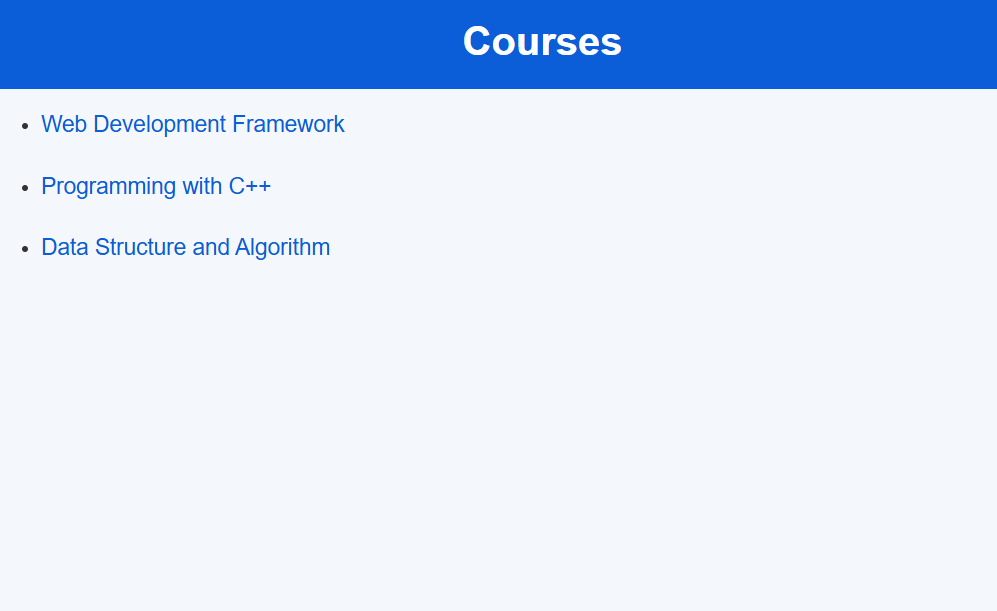 Courses
Web Development Framework
Programming with C++
Data Structure and Algorithm